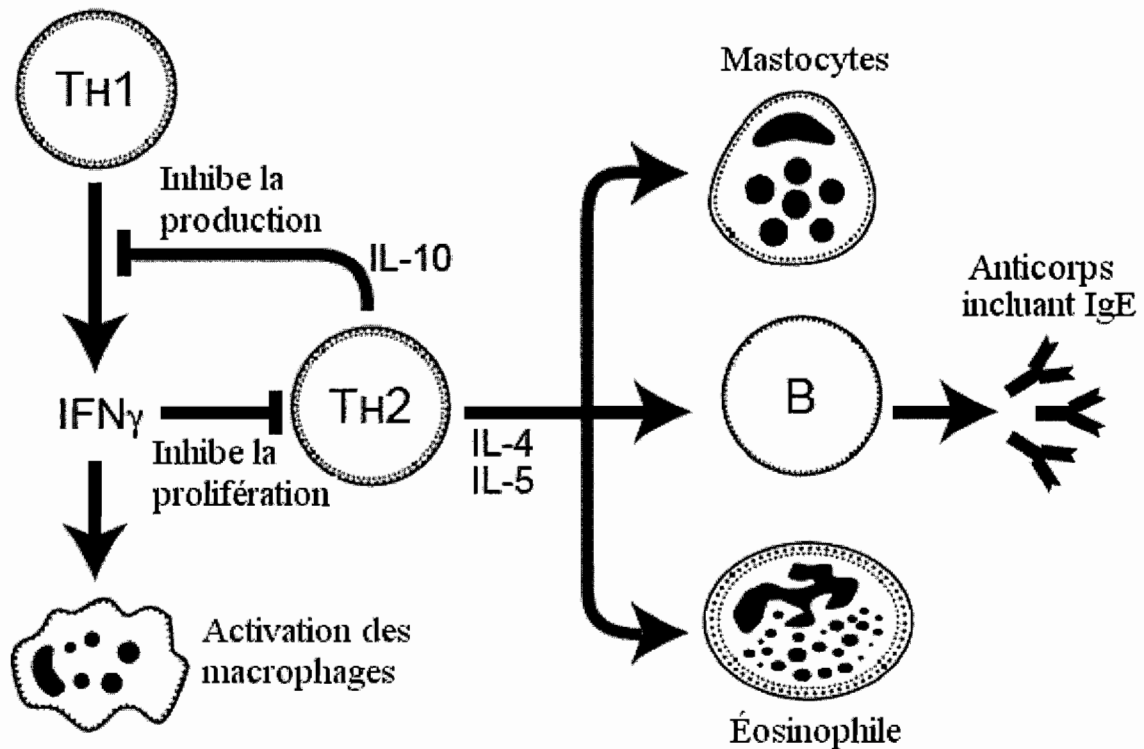 TH1
Mastocytes
Inhibe la
production
IL-10
Anticorps
incluant IgE
IFNγ
TH2
B
Inhibe la
prolifération
IL-4
IL-5
Activation des
macrophages
Éosinophile